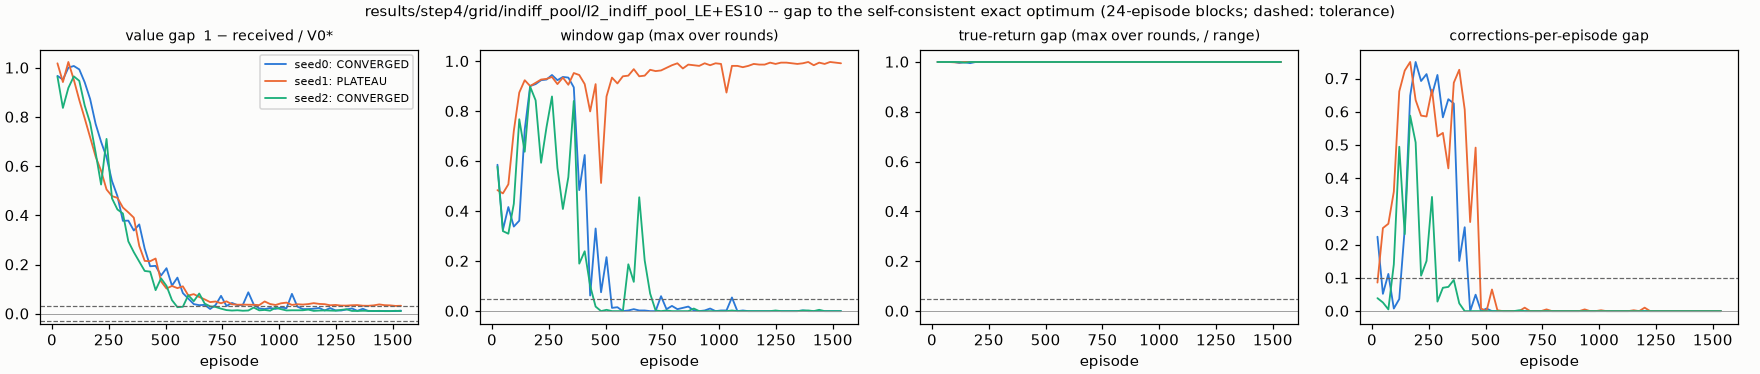 results/step4/grid/indiff_pool/l2_indiff_pool_LE+ES10 -- gap to the self-consistent exact optimum (24-episode blocks; dashed: tolerance)
value gap  1 − received / V0*
1.0
0.8
0.6
0.4
0.2
0.0
seed0: CONVERGED
seed1: PLATEAU
seed2: CONVERGED
0 250 500 750 1000 1250 1500
episode
window gap (max over rounds)
1.0
0.8
0.6
0.4
0.2
0.0
0 250 500 750 1000 1250 1500
episode
true-return gap (max over rounds, / range)
1.0
0.8
0.6
0.4
0.2
0.0
0 250 500 750 1000 1250 1500
episode
corrections-per-episode gap
0.7
0.6
0.5
0.4
0.3
0.2
0.1
0.0
0 250 500 750 1000 1250 1500
episode